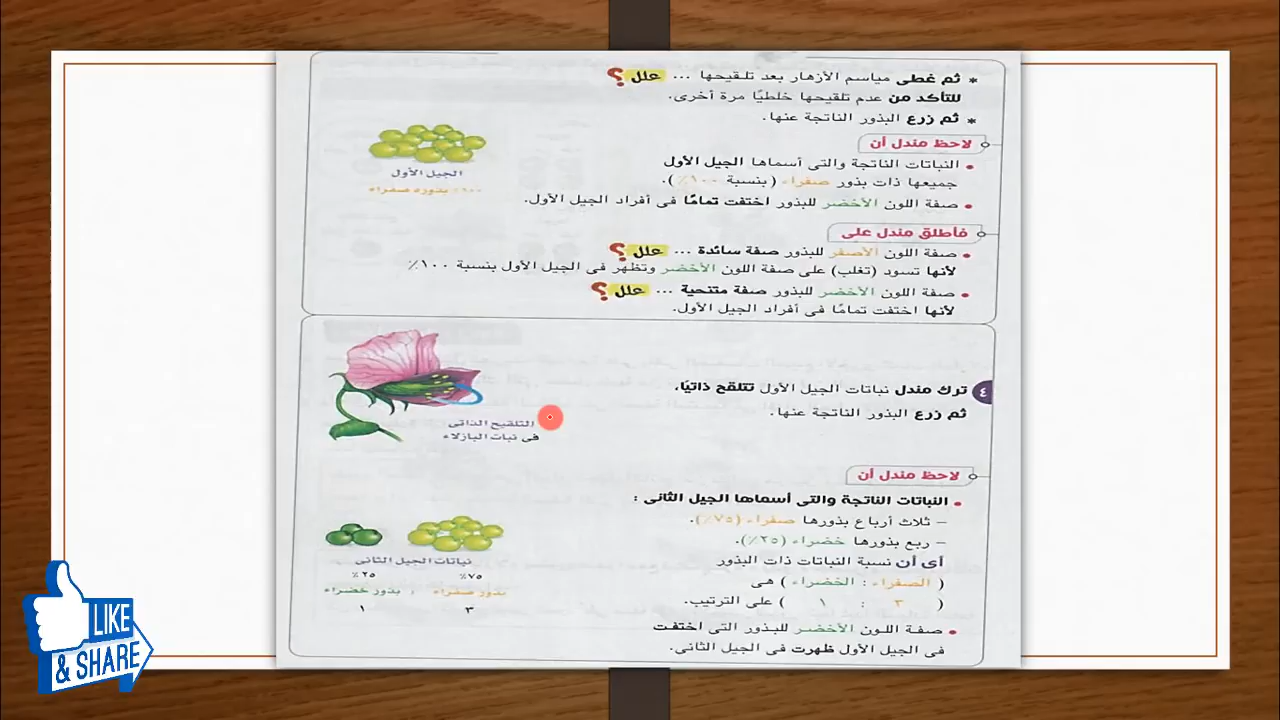 * ثم غطى مياسم الأزهار بعد تلقيحها ... علل ؟
للتأكد من عدم تلقيحها خلطيًا مرة أخرى.
* ثم زرع البذور الناتجة عنها.
لاحظ مندل أن
• النباتات الناتجة والتى أسماها الجيل الأول
جميعها ذات بذور صفراء (بنسبة ١٠٠٪).
• صفة اللون الأخضر للبذور اختفت تمامًا فى أفراد الجيل الأول.
الجيل الأول
١٠٠٪ بذوره صفراء
فأطلق مندل على
• صفة اللون الأصفر للبذور صفة سائدة ... علل ؟
لأنها تسود (تغلب) على صفة اللون الأخضر وتظهر فى الجيل الأول بنسبة ١٠٠٪
• صفة اللون الأخضر للبذور صفة متنحية ... علل ؟
لأنها اختفت تمامًا فى أفراد الجيل الأول.
٤
ترك مندل نباتات الجيل الأول تتلقح ذاتيًا،
ثم زرع البذور الناتجة عنها.
التلقيح الذاتى
فى نبات البازلاء
لاحظ مندل أن
• النباتات الناتجة والتى أسماها الجيل الثانى :
– ثلاث أرباع بذورها صفراء (٧٥٪).
– ربع بذورها خضراء (٢٥٪).
أى أن نسبة النباتات ذات البذور
( الصفراء : الخضراء ) هى
( ٣ : ١ ) على الترتيب.
• صفة اللون الأخضر للبذور التى اختفت
فى الجيل الأول ظهرت فى الجيل الثانى.
نباتات الجيل الثانى
٧٥٪ ٢٥٪
بذور صفراء : بذور خضراء
٣ ١
LIKE
& SHARE